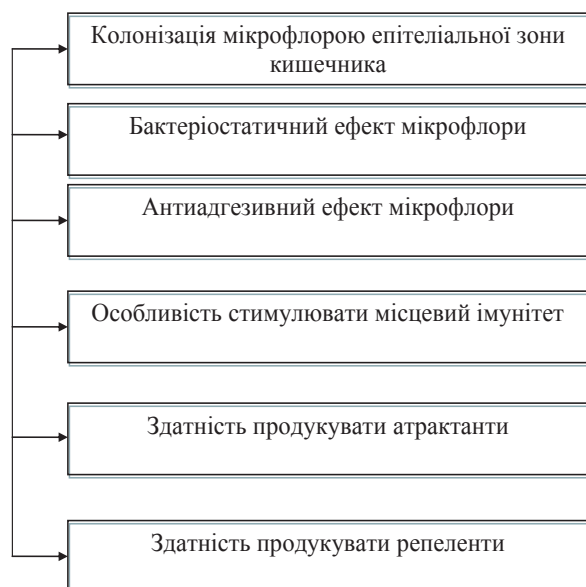 Колонізація мікрофлорою епітеліальної зони
кишечника
Бактеріостатичний ефект мікрофлори
Антиадгезивний ефект мікрофлори
Особливість стимулювати місцевий імунітет
Здатність продукувати атрактанти
Здатність продукувати репеленти